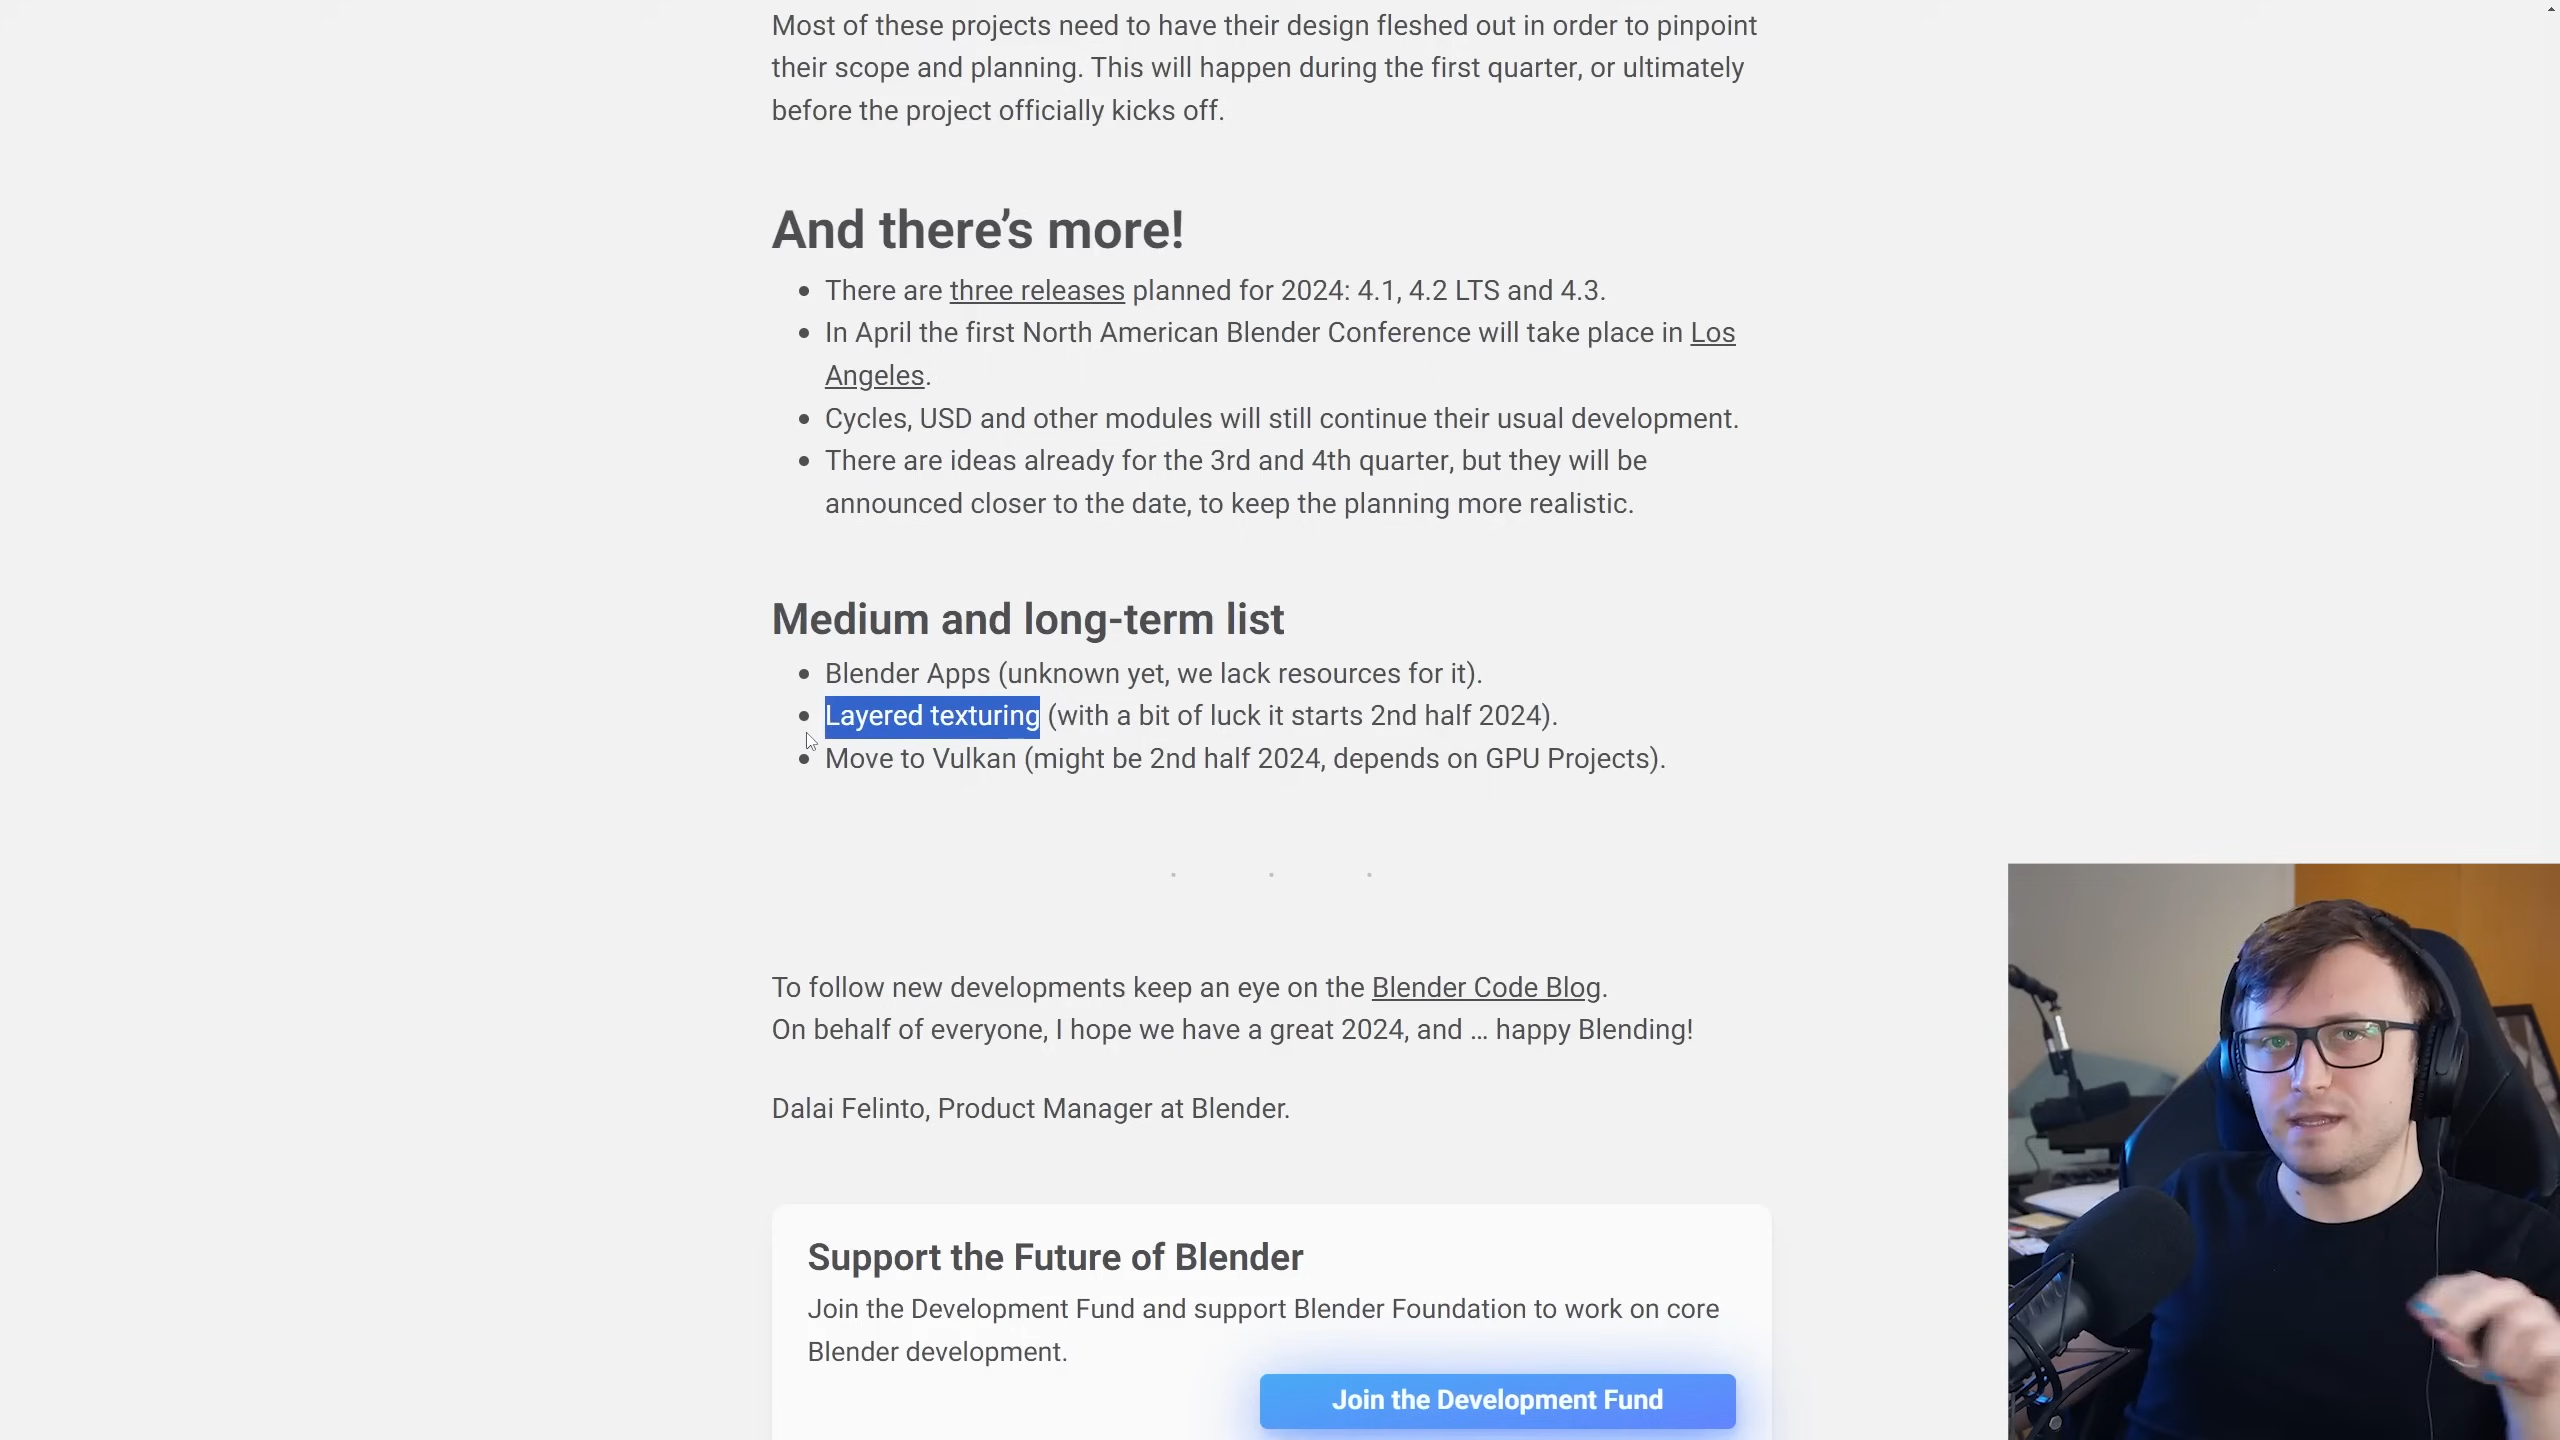 Most of these projects need to have their design fleshed out in order to pinpoint
their scope and planning. This will happen during the first quarter, or ultimately
before the project officially kicks off.
And there’s more!
There are three releases planned for 2024: 4.1, 4.2 LTS and 4.3.
In April the first North American Blender Conference will take place in Los
Angeles.
Cycles, USD and other modules will still continue their usual development.
There are ideas already for the 3rd and 4th quarter, but they will be
announced closer to the date, to keep the planning more realistic.
Medium and long-term list
Blender Apps (unknown yet, we lack resources for it).
Layered texturing (with a bit of luck it starts 2nd half 2024).
Move to Vulkan (might be 2nd half 2024, depends on GPU Projects).
To follow new developments keep an eye on the Blender Code Blog.
On behalf of everyone, I hope we have a great 2024, and … happy Blending!
Dalai Felinto, Product Manager at Blender.
Support the Future of Blender
Join the Development Fund and support Blender Foundation to work on core
Blender development.
Join the Development Fund